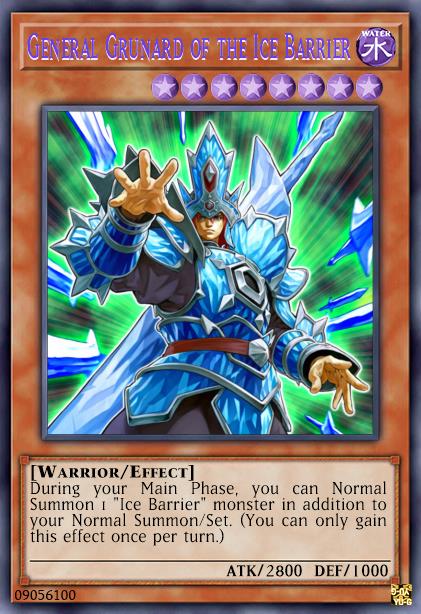 General Grunard of the Ice Barrier
WATER
水
[Warrior/Effect]
During your Main Phase, you can Normal
Summon 1 "Ice Barrier" monster in addition to
your Normal Summon/Set. (You can only gain
this effect once per turn.)
ATK/2800 DEF/1000
09056100